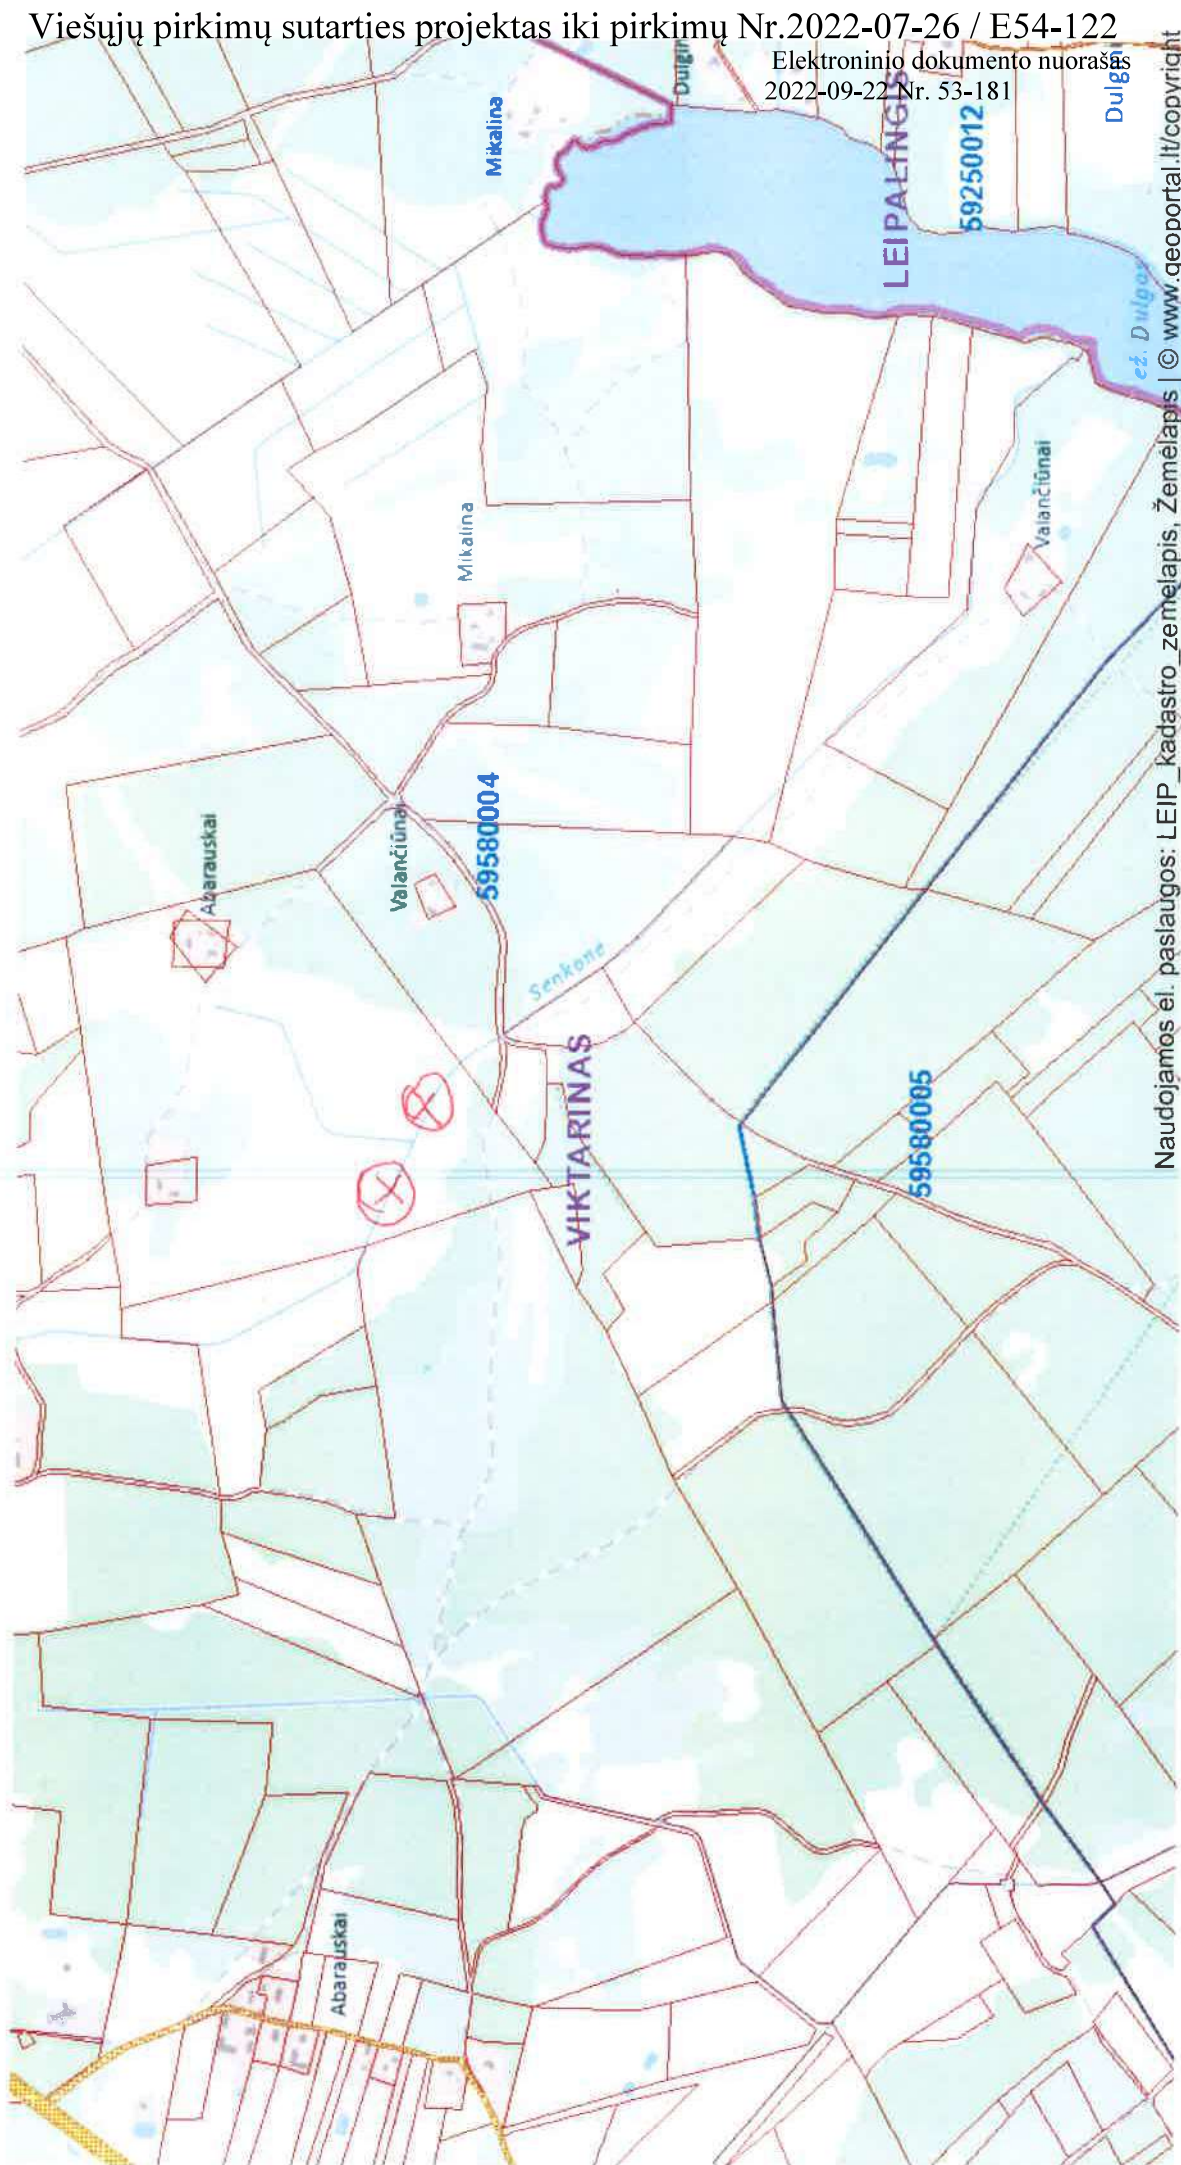 Viešųjų pirkimų sutarties projektas iki pirkimų Nr.2022-07-26 / E54-122
Elektroninio dokumento nuorašas
2022-09-22 Nr. 53-181
Dulgin
Dulgin
Mikalina
LEIPALINGIS
59250012
ež. Dulgas
Mikalina
Valančiūnai
Abarauskai
Valančiūnai
59580004
Senkonė
VIKTARINAS
59580005
Abarauskai
Naudojamos el. paslaugos: LEIP_kadastro_zemelapis, Žemėlapis | © www.geoportal.lt/copyright